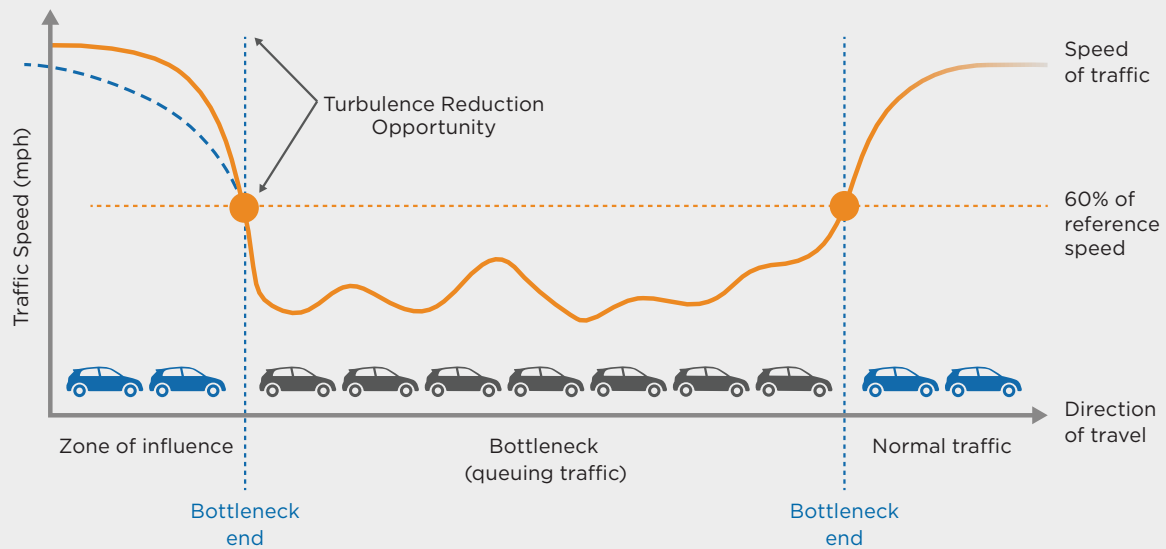 Speed
of traffic
Turbulence Reduction
Opportunity
Traffic Speed (mph)
60% of
reference
speed
Direction
of travel
Zone of influence
Bottleneck
(queuing traffic)
Normal traffic
Bottleneck
end
Bottleneck
end